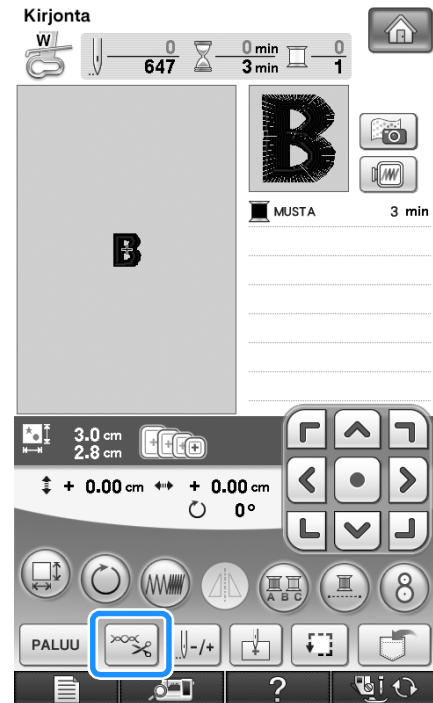 Kirjonta
W
0 0 min 0
647 3 min 1
MUSTA 3 min
3.0 cm
2.8 cm
+ 0.00 cm + 0.00 cm
0°
A B C
PALUU -/+
?